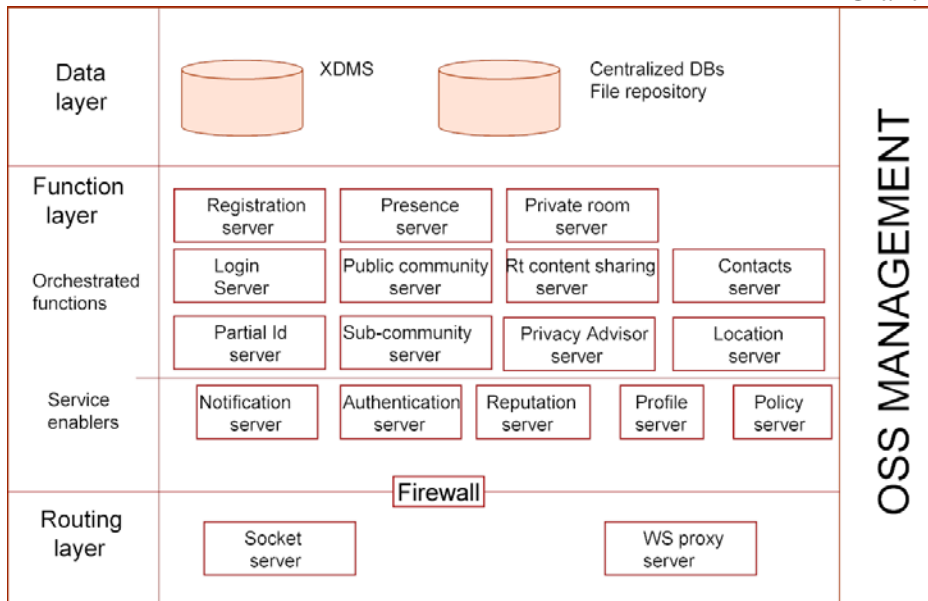 Data
layer
XDMS
Centralized DBs
File repository
Function
layer
Registration
server
Presence
server
Private room
server
Orchestrated
functions
Login
Server
Public community
server
Rt content sharing
server
Contacts
server
Partial Id
server
Sub-community
server
Privacy Advisor
server
Location
server
Service
enablers
Notification
server
Authentication
server
Reputation
server
Profile
server
Policy
server
Firewall
Routing
layer
Socket
server
WS proxy
server
OSS MANAGEMENT